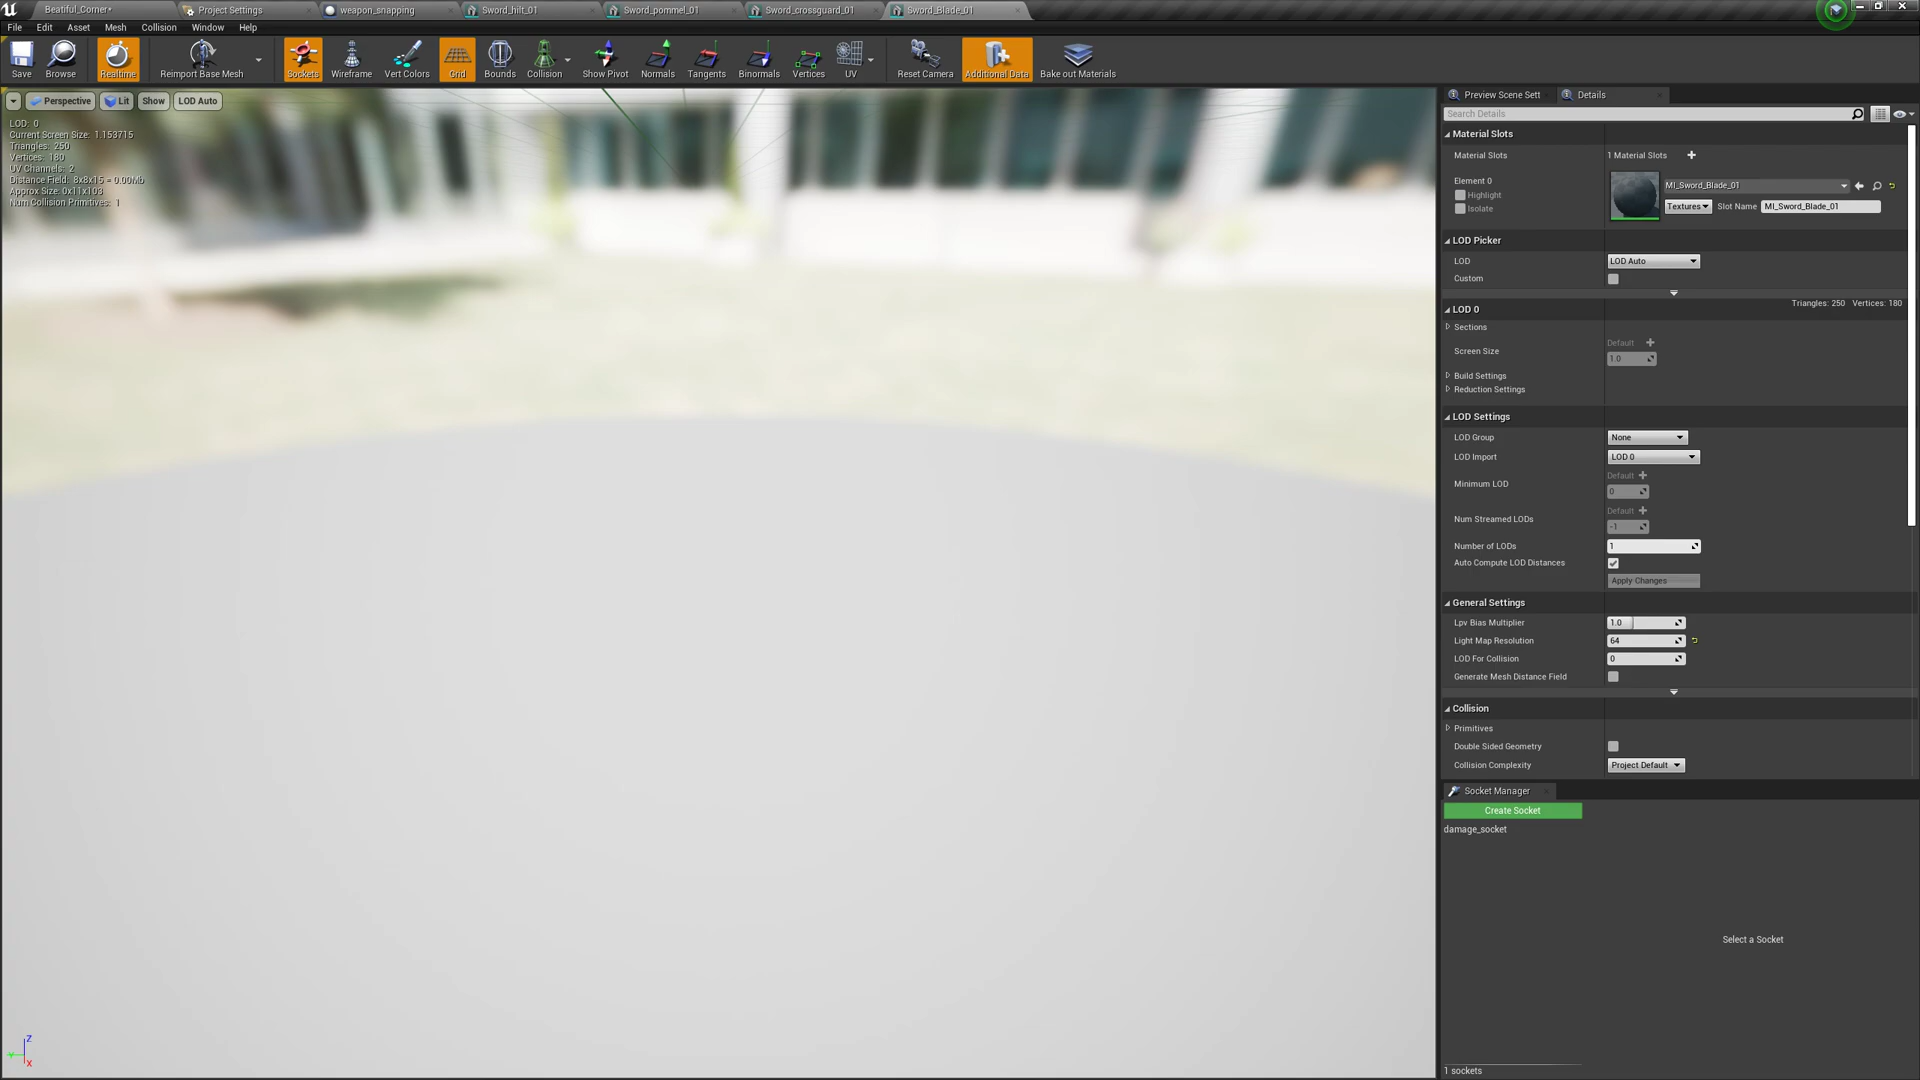 Beatiful_Corner*
Project Settings
weapon_snapping
Sword_hilt_01
Sword_pommel_01
Sword_crossguard_01
Sword_Blade_01
File Edit Asset Mesh Collision Window Help
Save Browse Realtime Reimport Base Mesh Sockets Wireframe Vert Colors Grid Bounds Collision Show Pivot Normals Tangents Binormals Vertices UV Reset Camera Additional Data Bake out Materials
Perspective Lit Show LOD Auto
LOD: 0
Current Screen Size: 1.153715
Triangles: 250
Vertices: 180
UV Channels: 2
Distance Field: 8x8x15 = 0.00Mb
Approx Size: 0x11x103
Num Collision Primitives: 1
Z
Y
X
Preview Scene Sett
Details
Search Details
Material Slots
Material Slots 1 Material Slots
Element 0
Highlight
Isolate
MI_Sword_Blade_01
Textures Slot Name MI_Sword_Blade_01
LOD Picker
LOD LOD Auto
Custom
LOD 0 Triangles: 250 Vertices: 180
Sections
Screen Size Default
1.0
Build Settings
Reduction Settings
LOD Settings
LOD Group None
LOD Import LOD 0
Minimum LOD Default
0
Num Streamed LODs Default
-1
Number of LODs 1
Auto Compute LOD Distances
Apply Changes
General Settings
Lpv Bias Multiplier 1.0
Light Map Resolution 64
LOD For Collision 0
Generate Mesh Distance Field
Collision
Primitives
Double Sided Geometry
Collision Complexity Project Default
Socket Manager
Create Socket
damage_socket
Select a Socket
1 sockets